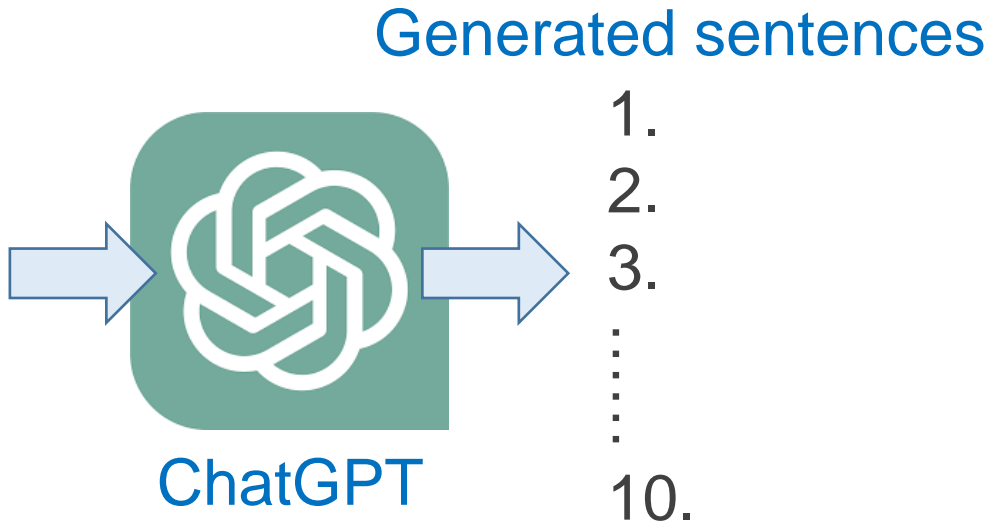 Generated sentences
1.
2.
3.
⋮
10.
ChatGPT